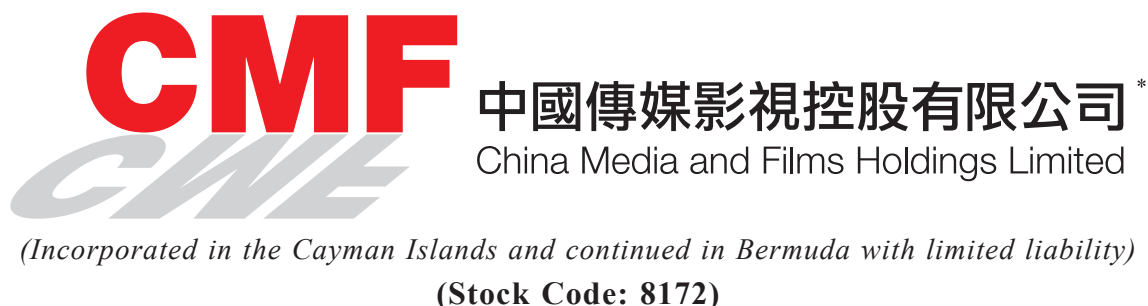 CMF
中國傳媒影視控股有限公司*
China Media and Films Holdings Limited
(Incorporated in the Cayman Islands and continued in Bermuda with limited liability)
(Stock Code: 8172)